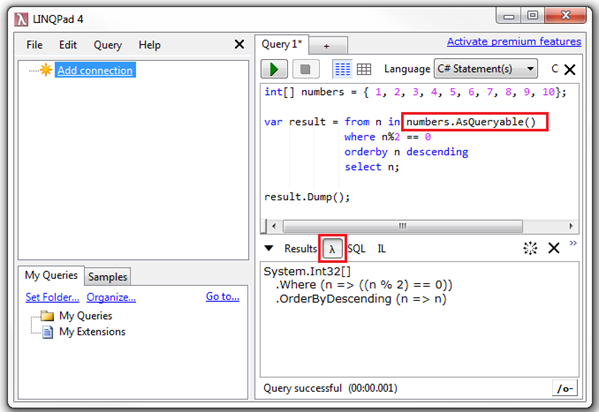 LINQPad 4
File Edit Query Help
Add connection
Query 1* +
Activate premium features
Language C# Statement(s) C
int[] numbers = { 1, 2, 3, 4, 5, 6, 7, 8, 9, 10};
var result = from n in numbers.AsQueryable()
where n%2 == 0
orderby n descending
select n;
result.Dump();
Results λ SQL IL
System.Int32[]
.Where (n => ((n % 2) == 0))
.OrderByDescending (n => n)
My Queries Samples
Set Folder... Organize... Go to...
My Queries
My Extensions
Query successful (00:00.001)
/o-